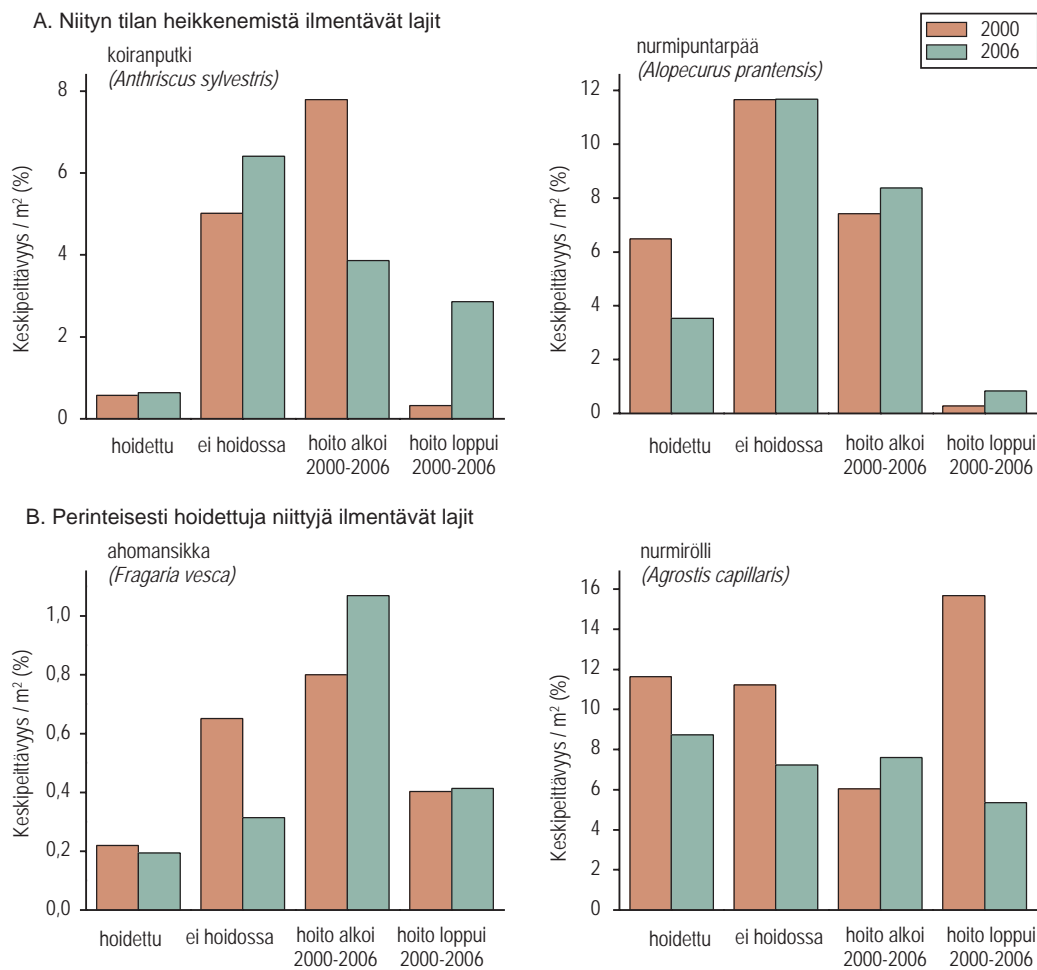 A. Niityn tilan heikkenemistä ilmentävät lajit
2000
2006
koiranputki
(Anthriscus sylvestris)
Keskipeittävyys / m² (%)
8
6
4
2
0
hoidettu
ei hoidossa
hoito alkoi
2000-2006
hoito loppui
2000-2006
nurmipuntarpää
(Alopecurus prantensis)
Keskipeittävyys / m² (%)
12
10
8
6
4
2
0
hoidettu
ei hoidossa
hoito alkoi
2000-2006
hoito loppui
2000-2006
B. Perinteisesti hoidettuja niittyjä ilmentävät lajit
ahomansikka
(Fragaria vesca)
Keskipeittävyys / m² (%)
1,0
0,8
0,6
0,4
0,2
0,0
hoidettu
ei hoidossa
hoito alkoi
2000-2006
hoito loppui
2000-2006
nurmirölli
(Agrostis capillaris)
Keskipeittävyys / m² (%)
16
14
12
10
8
6
4
2
0
hoidettu
ei hoidossa
hoito alkoi
2000-2006
hoito loppui
2000-2006